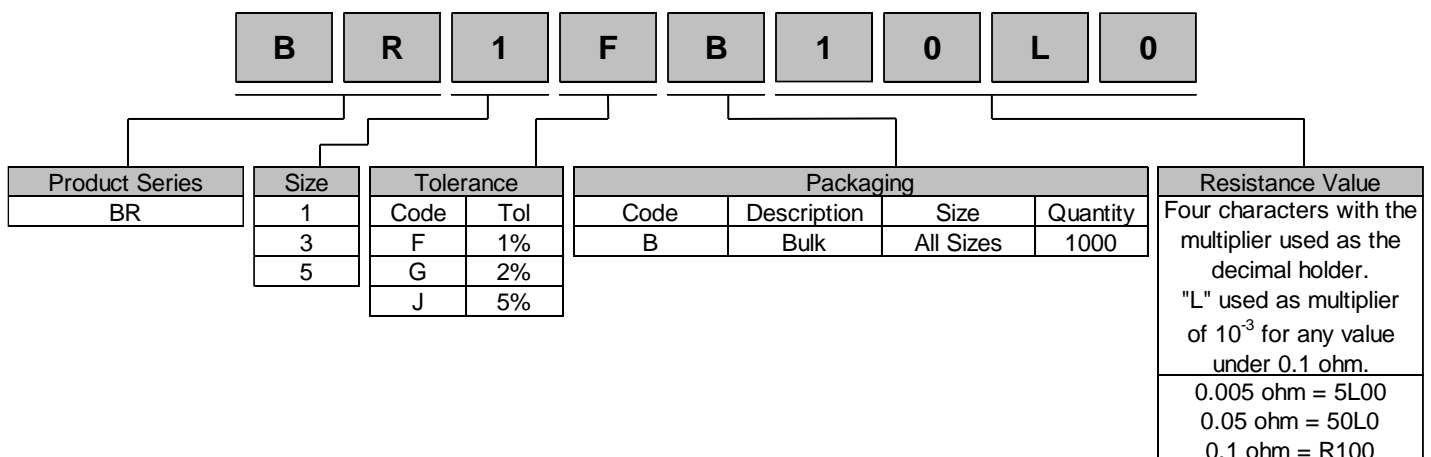 B R 1 F B 1 0 L 0
Product Series
BR
Size
1
3
5
Tolerance
Code Tol
F 1%
G 2%
J 5%
Packaging
Code Description Size Quantity
B Bulk All Sizes 1000
Resistance Value
Four characters with the
multiplier used as the
decimal holder.
"L" used as multiplier
of 10⁻³ for any value
under 0.1 ohm.
0.005 ohm = 5L00
0.05 ohm = 50L0
0.1 ohm = R100